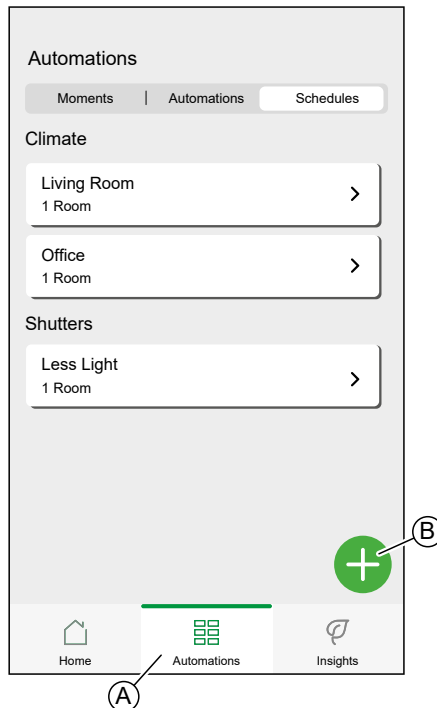 Automations
Moments | Automations Schedules
Climate
Living Room
1 Room
Office
1 Room
Shutters
Less Light
1 Room
B
Home Automations Insights
A